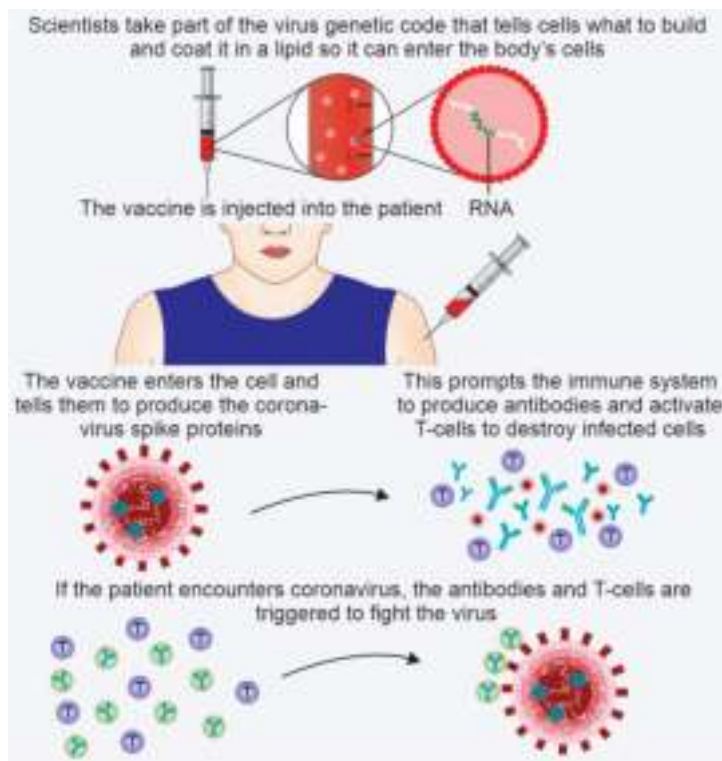 Scientists take part of the virus genetic code that tells cells what to build
and coat it in a lipid so it can enter the body's cells
The vaccine is injected into the patient
RNA
The vaccine enters the cell and
tells them to produce the corona-
virus spike proteins
This prompts the immune system
to produce antibodies and activate
T-cells to destroy infected cells
T
T
T
T
T
If the patient encounters coronavirus, the antibodies and T-cells are
triggered to fight the virus
T
T
T
T
T
T
T